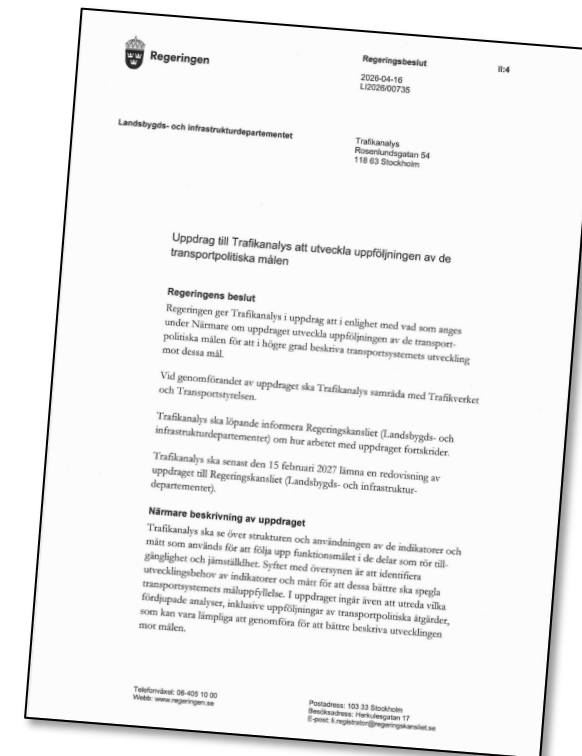 Regeringen
Regeringsbeslut
II:4
2026-04-16
LI2026/00735
Landsbygds- och infrastrukturdepartementet
Trafikanalys
Rosenlundsgatan 54
118 63 Stockholm
Uppdrag till Trafikanalys att utveckla uppföljningen av de
transportpolitiska målen
Regeringens beslut
Regeringen ger Trafikanalys i uppdrag att i enlighet med vad som anges
under Närmare om uppdraget utveckla uppföljningen av de transport-
politiska målen för att i högre grad beskriva transportsystemets utveckling
mot dessa mål.
Vid genomförandet av uppdraget ska Trafikanalys samråda med Trafikverket
och Transportstyrelsen.
Trafikanalys ska löpande informera Regeringskansliet (Landsbygds- och
infrastrukturdepartementet) om hur arbetet med uppdraget fortskrider.
Trafikanalys ska senast den 15 februari 2027 lämna en redovisning av
uppdraget till Regeringskansliet (Landsbygds- och infrastruktur-
departementet).
Närmare beskrivning av uppdraget
Trafikanalys ska se över strukturen och användningen av de indikatorer och
mått som används för att följa upp funktionsmålet i de delar som rör till-
gänglighet och jämställdhet. Syftet med översynen är att identifiera
utvecklingsbehov av indikatorer och mått för att dessa bättre ska spegla
transportsystemets måluppfyllelse. I uppdraget ingår även att utreda vilka
fördjupade analyser, inklusive uppföljningar av transportpolitiska åtgärder,
som kan vara lämpliga att genomföra för att bättre beskriva utvecklingen
mot målen.
Telefonväxel: 08-405 10 00
Webb: www.regeringen.se
Postadress: 103 33 Stockholm
Besöksadress: Herkulesgatan 17
E-post: li.registrator@regeringskansliet.se